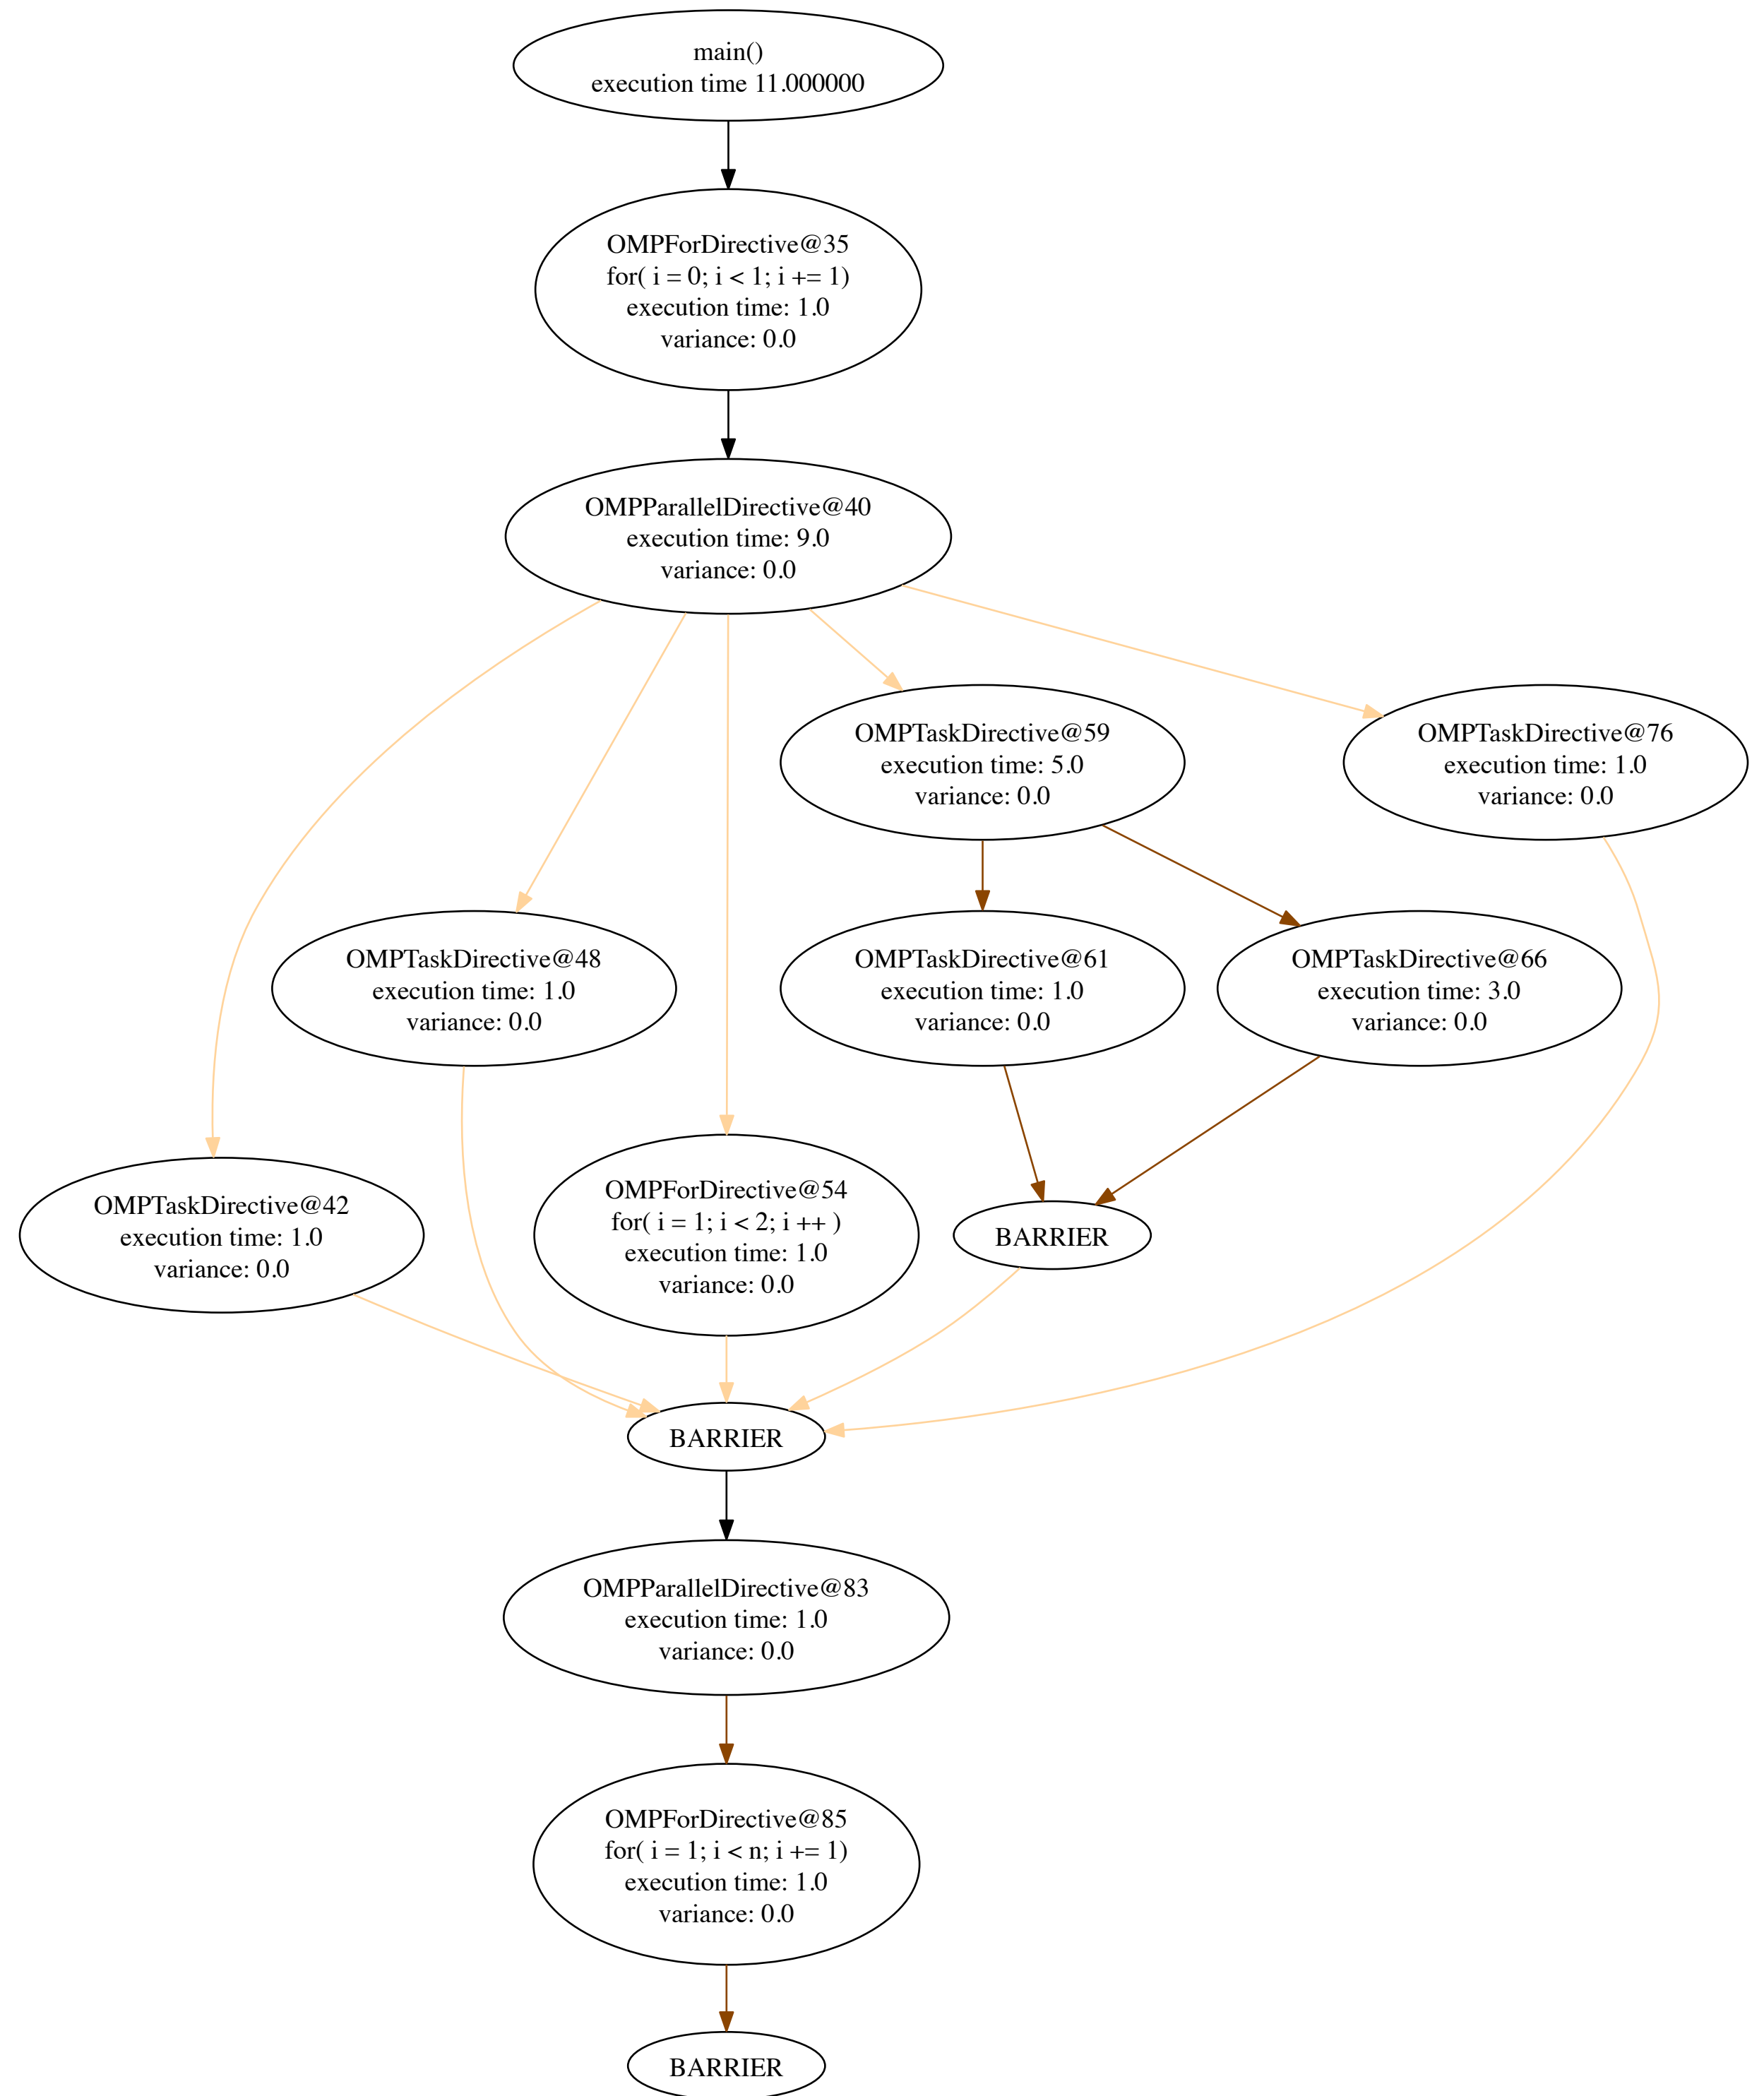 main()
execution time 11.000000
OMPForDirective@35
for( i = 0; i < 1; i += 1)
execution time: 1.0
variance: 0.0
OMPParallelDirective@40
execution time: 9.0
variance: 0.0
OMPTaskDirective@59
execution time: 5.0
variance: 0.0
OMPTaskDirective@76
execution time: 1.0
variance: 0.0
OMPTaskDirective@48
execution time: 1.0
variance: 0.0
OMPTaskDirective@61
execution time: 1.0
variance: 0.0
OMPTaskDirective@66
execution time: 3.0
variance: 0.0
OMPTaskDirective@42
execution time: 1.0
variance: 0.0
OMPForDirective@54
for( i = 1; i < 2; i ++ )
execution time: 1.0
variance: 0.0
BARRIER
BARRIER
OMPParallelDirective@83
execution time: 1.0
variance: 0.0
OMPForDirective@85
for( i = 1; i < n; i += 1)
execution time: 1.0
variance: 0.0
BARRIER